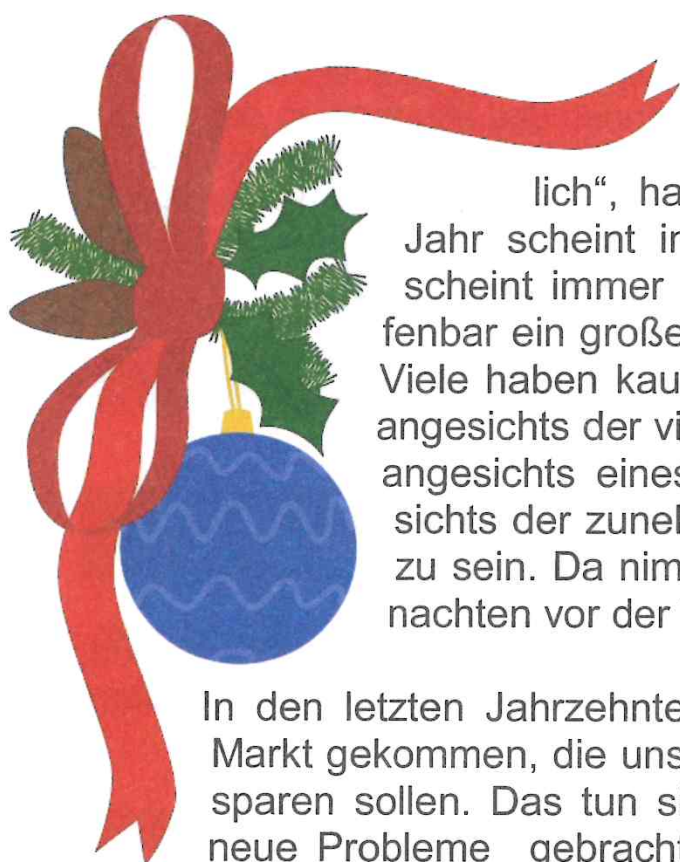 lich“, ha
Jahr scheint i
scheint immer
fenbar ein große
Viele haben kau
angesichts der vi
angesichts eines
sichts der zune
zu sein. Da nim
nachten vor der
In den letzten Jahrzehnte
Markt gekommen, die uns
sparen sollen. Das tun si
neue Probleme gebracht